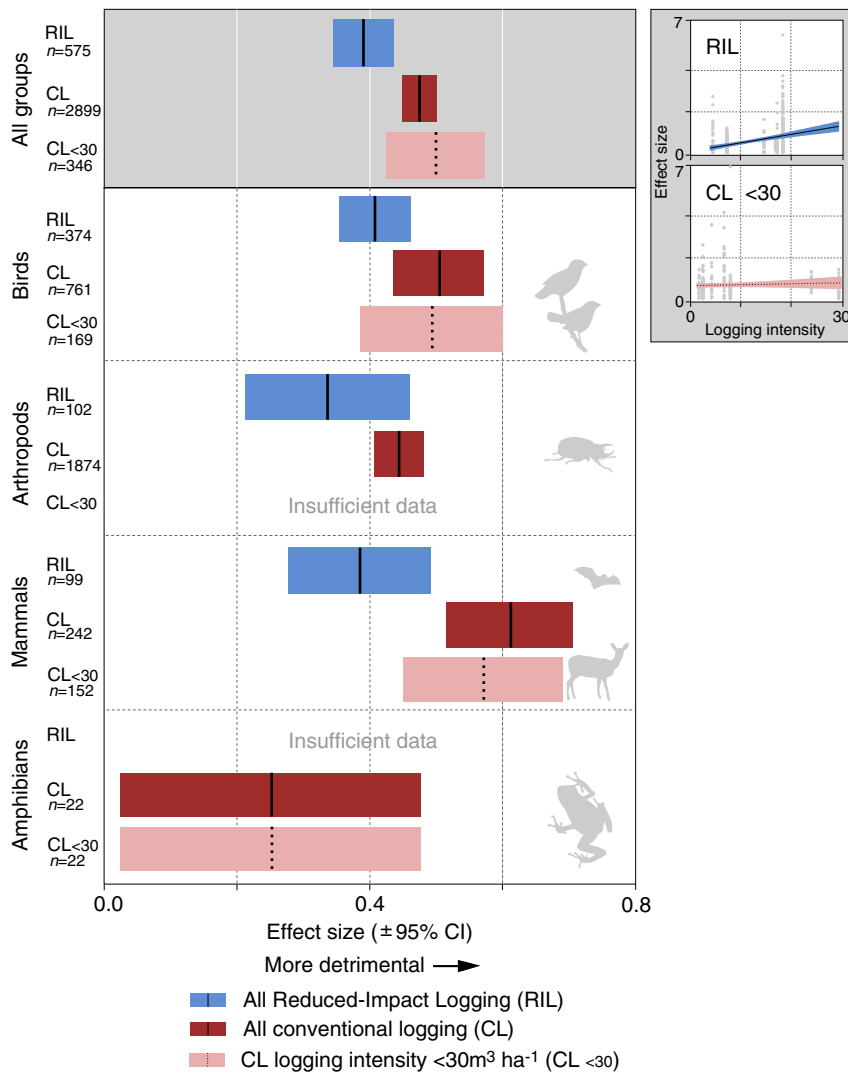 All groups
RIL
n=575
CL
n=2899
CL<30
n=346
Birds
RIL
n=374
CL
n=761
CL<30
n=169
Arthropods
RIL
n=102
CL
n=1874
CL<30
Insufficient data
Mammals
RIL
n=99
CL
n=242
CL<30
n=152
Amphibians
RIL
Insufficient data
CL
n=22
CL<30
n=22
0.0 0.4 0.8
Effect size (±95% CI)
More detrimental
All Reduced-Impact Logging (RIL)
All conventional logging (CL)
CL logging intensity <30m³ ha⁻¹ (CL <30)
7
RIL
Effect size
0
7
CL <30
0
0 30
Logging intensity